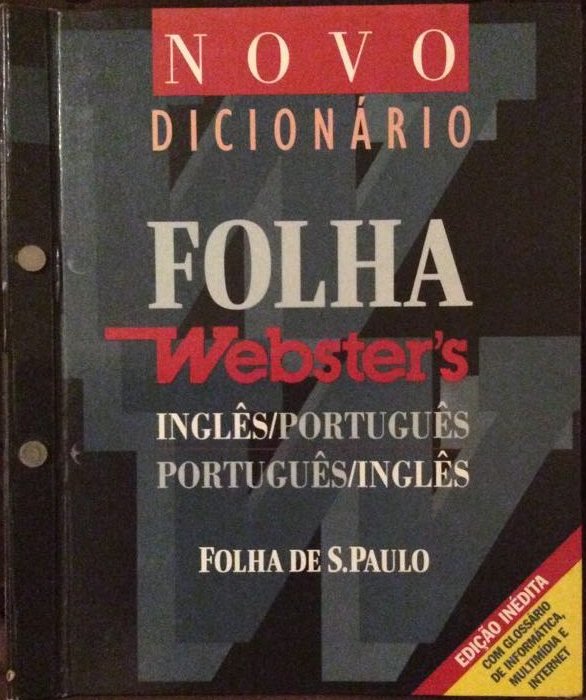 NOVO
DICIONÁRIO
FOLHA
Webster's
INGLÊS/PORTUGUÊS
PORTUGUÊS/INGLÊS
FOLHA DE S.PAULO
EDIÇÃO INÉDITA
COM GLOSSÁRIO
DE INFORMÁTICA,
MULTIMÍDIA E
INTERNET